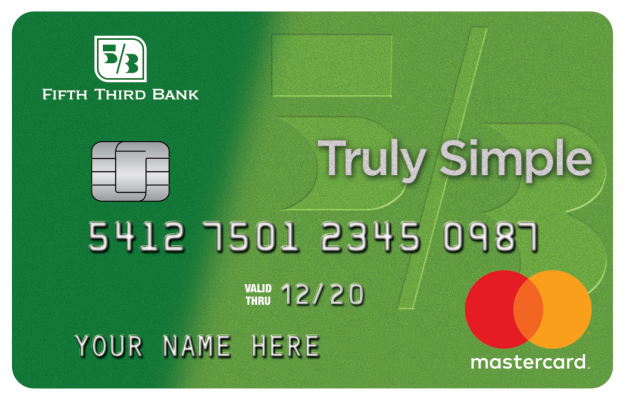 5/3
FIFTH THIRD BANK
Truly Simple
5412 7501 2345 0987
VALID THRU 12/20
YOUR NAME HERE
mastercard.